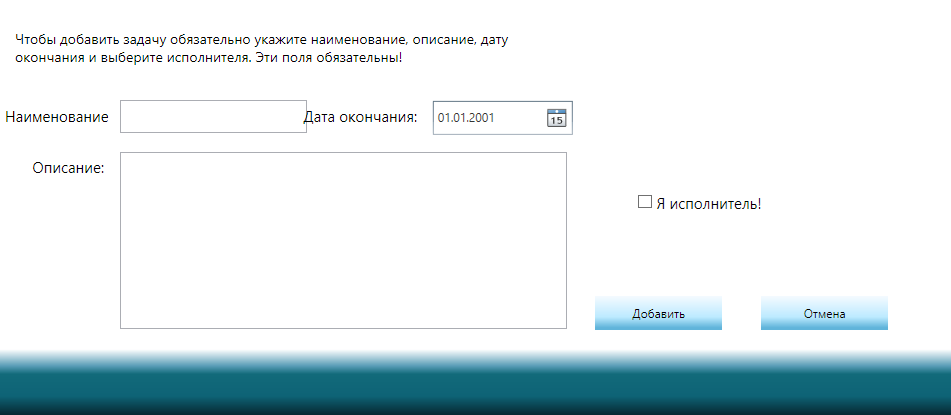 Чтобы добавить задачу обязательно укажите наименование, описание, дату
окончания и выберите исполнителя. Эти поля обязательны!
Наименование
Дата окончания:
01.01.2001
15
Описание:
Я исполнитель!
Добавить
Отмена